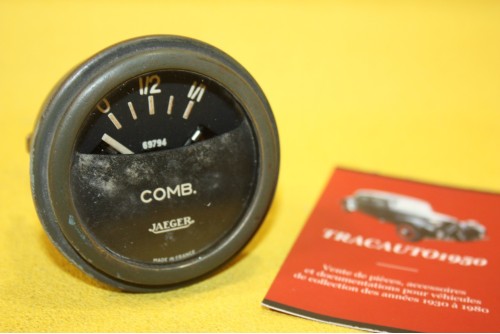 0 1/2 1/1
69794
COMB.
JAEGER
MADE IN FRANCE
TRACAUTO1950
Vente de pièces, accessoires
et documentations pour véhicules
de collection des années 1930 à 1980